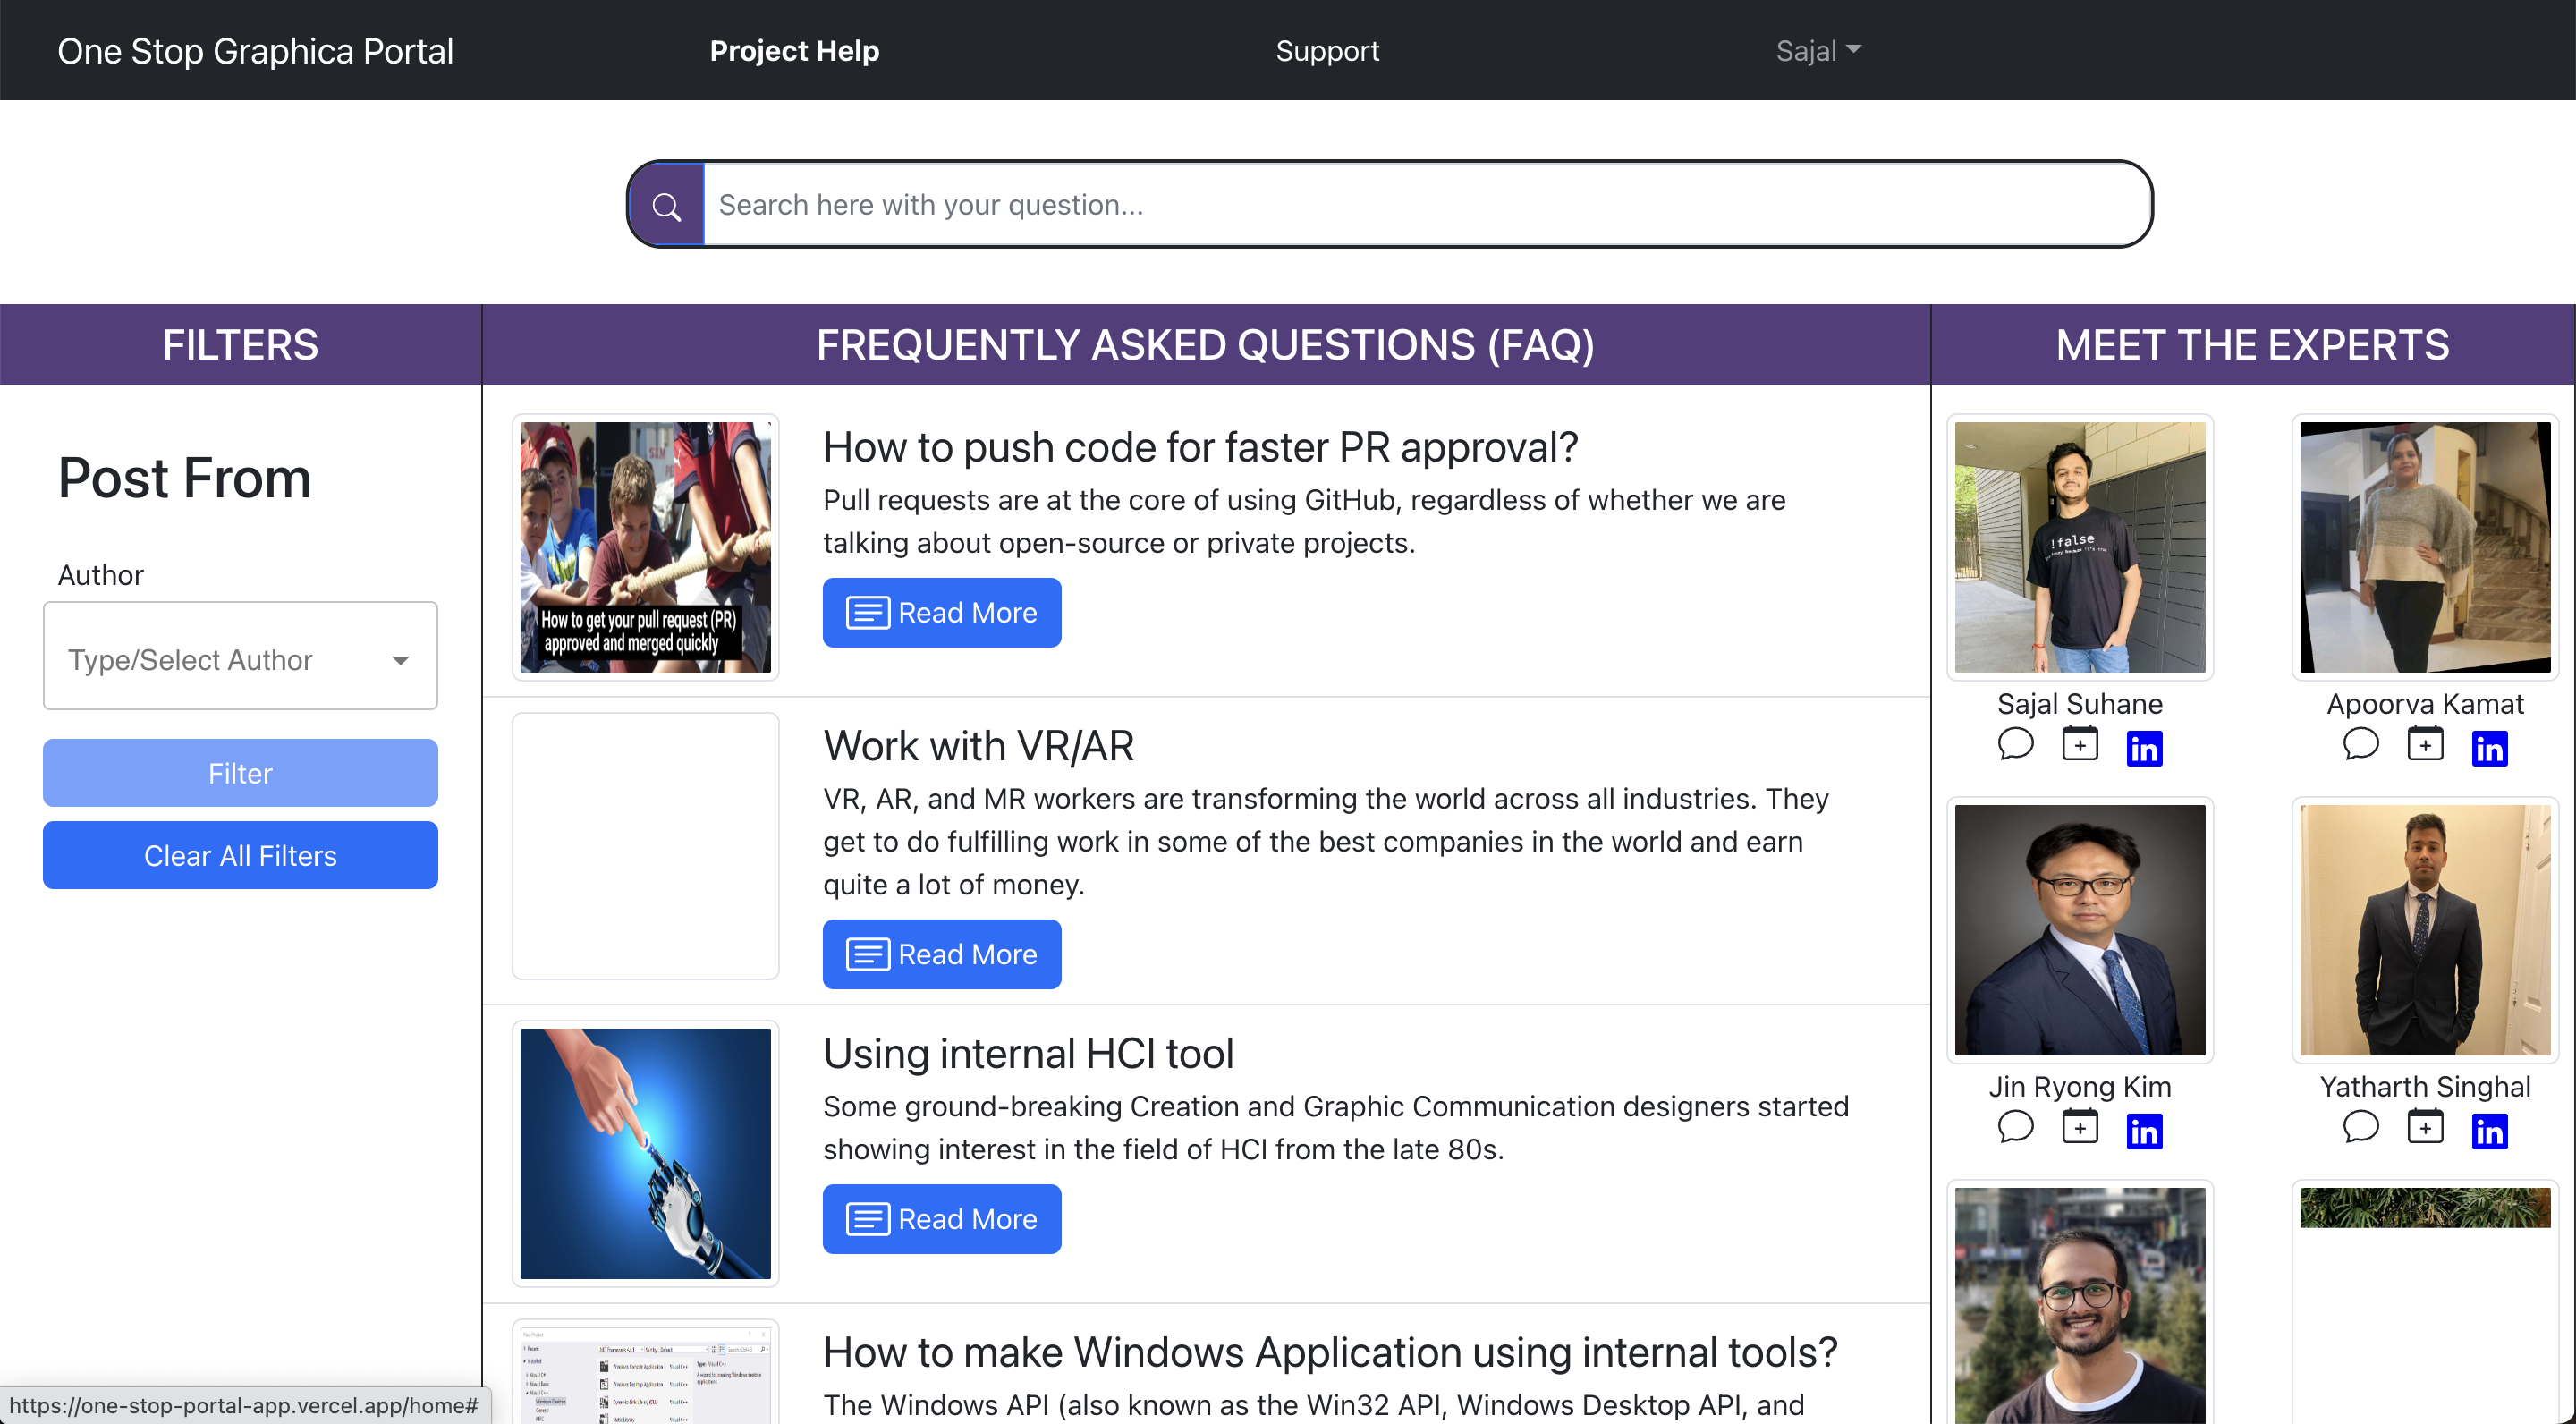 One Stop Graphica Portal
Project Help
Support
Sajal
Search here with your question...
FILTERS
FREQUENTLY ASKED QUESTIONS (FAQ)
MEET THE EXPERTS
Post From
Author
Type/Select Author
Filter
Clear All Filters
How to get your pull request (PR)
approved and merged quickly
How to push code for faster PR approval?
Pull requests are at the core of using GitHub, regardless of whether we are
talking about open-source or private projects.
Read More
Work with VR/AR
VR, AR, and MR workers are transforming the world across all industries. They
get to do fulfilling work in some of the best companies in the world and earn
quite a lot of money.
Read More
Using internal HCI tool
Some ground-breaking Creation and Graphic Communication designers started
showing interest in the field of HCI from the late 80s.
Read More
How to make Windows Application using internal tools?
The Windows API (also known as the Win32 API, Windows Desktop API, and
!false
Sajal Suhane
Apoorva Kamat
in
in
Jin Ryong Kim
Yatharth Singhal
in
in
https://one-stop-portal-app.vercel.app/home#